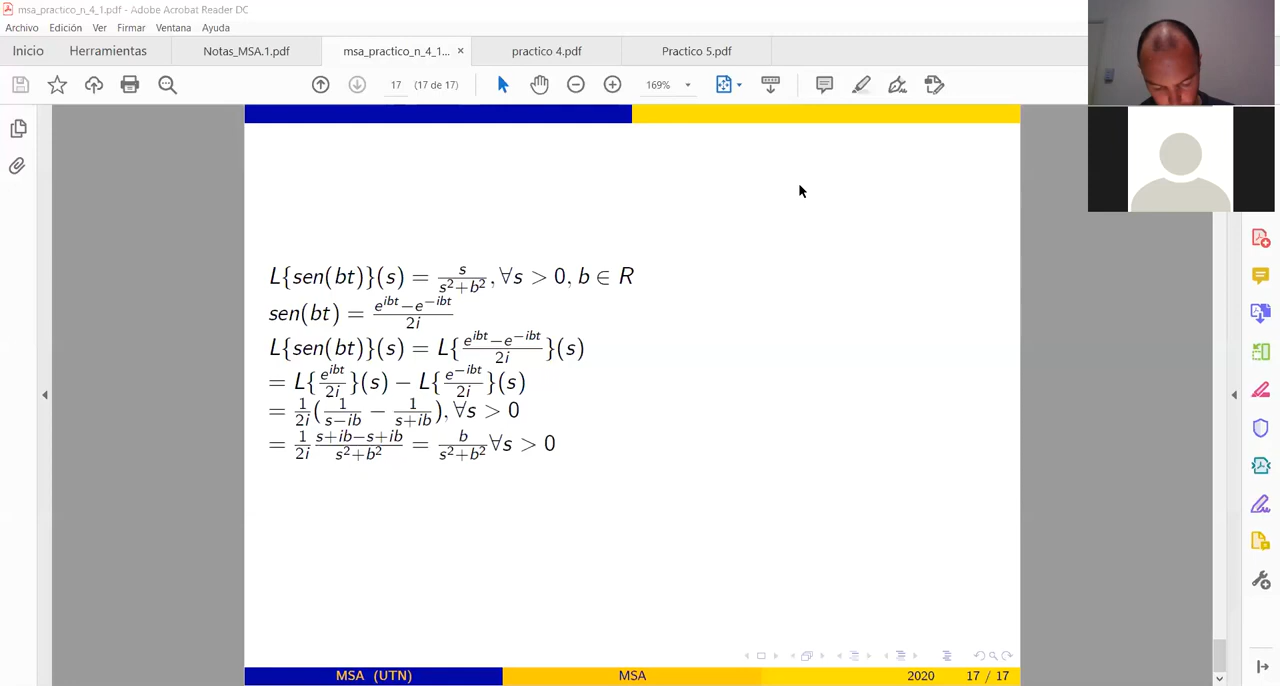 msa_practico_n_4_1.pdf - Adobe Acrobat Reader DC
Archivo Edición Ver Firmar Ventana Ayuda
Inicio Herramientas Notas_MSA.1.pdf msa_practico_n_4_1... × practico 4.pdf Practico 5.pdf
17 (17 de 17) 169%
L{sen(bt)}(s) = s/(s²+b²), ∀s > 0, b ∈ R
sen(bt) = (e^{ibt}−e^{−ibt})/2i
L{sen(bt)}(s) = L{(e^{ibt}−e^{−ibt})/2i}(s)
= L{e^{ibt}/2i}(s) − L{e^{−ibt}/2i}(s)
= 1/2i(1/(s−ib) − 1/(s+ib)), ∀s > 0
= 1/2i (s+ib−s+ib)/(s²+b²) = b/(s²+b²) ∀s > 0
MSA (UTN) MSA 2020 17 / 17